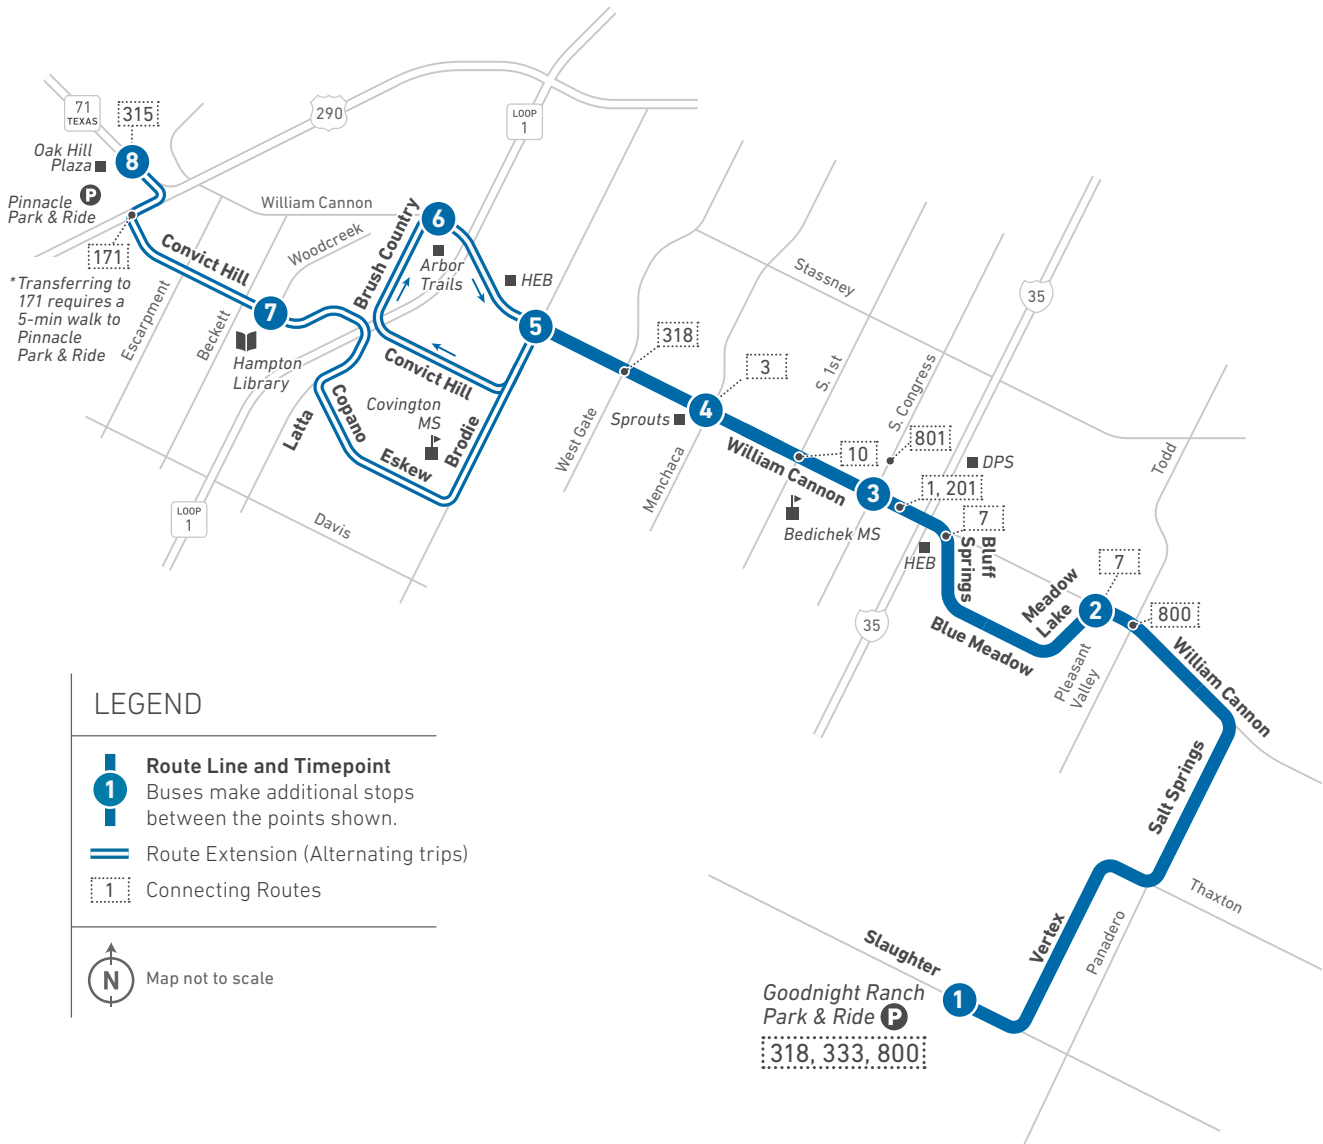 71
TEXAS
315
290
LOOP
1
Oak Hill
Plaza
8
Pinnacle
Park & Ride
P
William Cannon
6
Brush Country
171
Convict Hill
Woodcreek
Arbor
Trails
HEB
*Transferring to
171 requires a
5-min walk to
Pinnacle
Park & Ride
Escarpment
Beckett
7
Hampton
Library
5
Convict Hill
Covington
MS
Latta
Copano
Eskew
Brodie
LOOP
1
Davis
Stassney
35
318
3
Sprouts
4
West Gate
Menchaca
S. 1st
S. Congress
William Cannon
10
801
3
DPS
1, 201
Bedichek MS
7
HEB
Bluff
Springs
Todd
7
Meadow
Lake
2
800
35
Blue Meadow
Pleasant
Valley
William Cannon
Salt Springs
Thaxton
Vertex
Panadero
Slaughter
1
Goodnight Ranch
Park & Ride
P
318, 333, 800
LEGEND
1
Route Line and Timepoint
Buses make additional stops
between the points shown.
Route Extension (Alternating trips)
1
Connecting Routes
N
Map not to scale